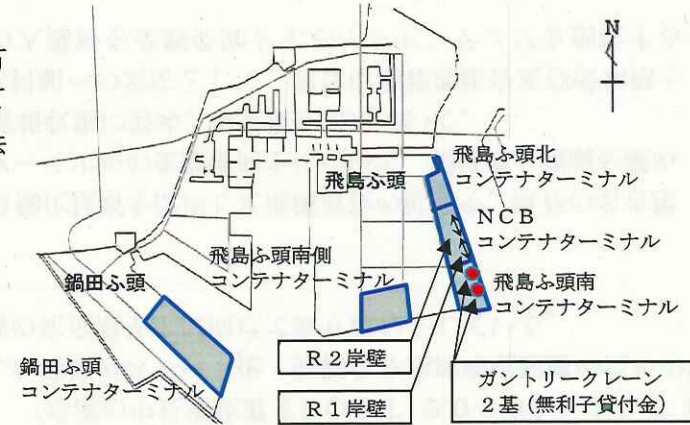 N
飛島ふ頭北
コンテナターミナル
飛島ふ頭
NCB
コンテナターミナル
飛島ふ頭南側
コンテナターミナル
飛島ふ頭南
コンテナターミナル
鍋田ふ頭
鍋田ふ頭
コンテナターミナル
R2岸壁
R1岸壁
ガントリークレーン
2基（無利子貸付金）